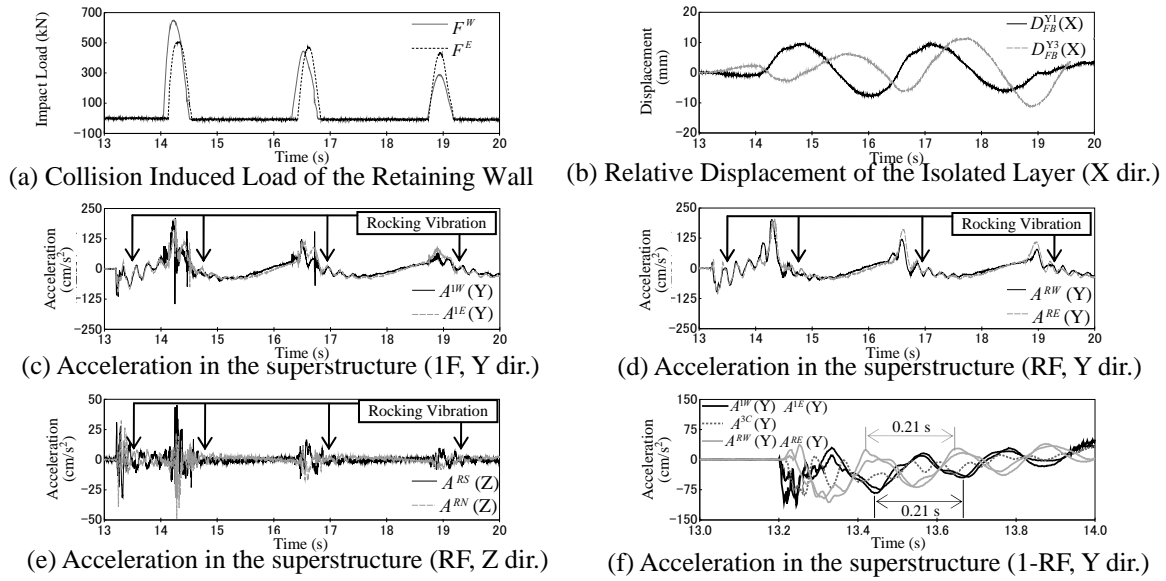 700
500
300
100
-100
Impact Load (kN)
F^W
F^E
13 14 15 16 17 18 19 20
Time (s)
(a) Collision Induced Load of the Retaining Wall
20
10
0
-10
-20
Displacement (mm)
D_FB^Y1(X)
D_FB^Y3(X)
13 14 15 16 17 18 19 20
Time (s)
(b) Relative Displacement of the Isolated Layer (X dir.)
250
125
0
-125
-250
Acceleration (cm/s²)
Rocking Vibration
A^1W (Y)
A^1E (Y)
13 14 15 16 17 18 19 20
Time (s)
(c) Acceleration in the superstructure (1F, Y dir.)
250
125
0
-125
-250
Acceleration (cm/s²)
Rocking Vibration
A^RW (Y)
A^RE (Y)
13 14 15 16 17 18 19 20
Time (s)
(d) Acceleration in the superstructure (RF, Y dir.)
50
25
0
-25
50
Acceleration (cm/s²)
Rocking Vibration
A^RS (Z)
A^RN (Z)
13 14 15 16 17 18 19 20
Time (s)
(e) Acceleration in the superstructure (RF, Z dir.)
150
75
0
-75
-150
Acceleration (cm/s²)
A^1W(Y) A^1E (Y)
A^3C (Y)
A^RW (Y) A^RE (Y)
0.21 s
0.21 s
13.0 13.2 13.4 13.6 13.8 14.0
Time (s)
(f) Acceleration in the superstructure (1-RF, Y dir.)